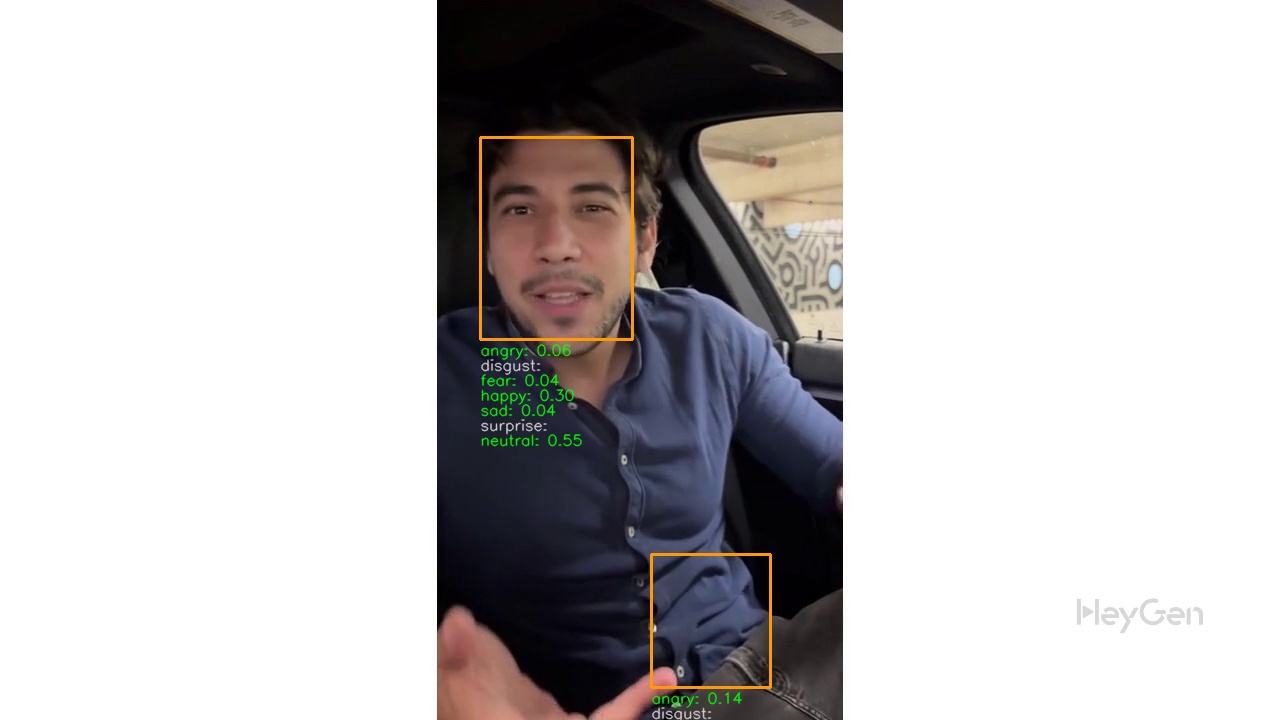 angry: 0.06
disgust:
fear: 0.04
happy: 0.30
sad: 0.04
surprise:
neutral: 0.55
HeyGen
angry: 0.14
disgust: